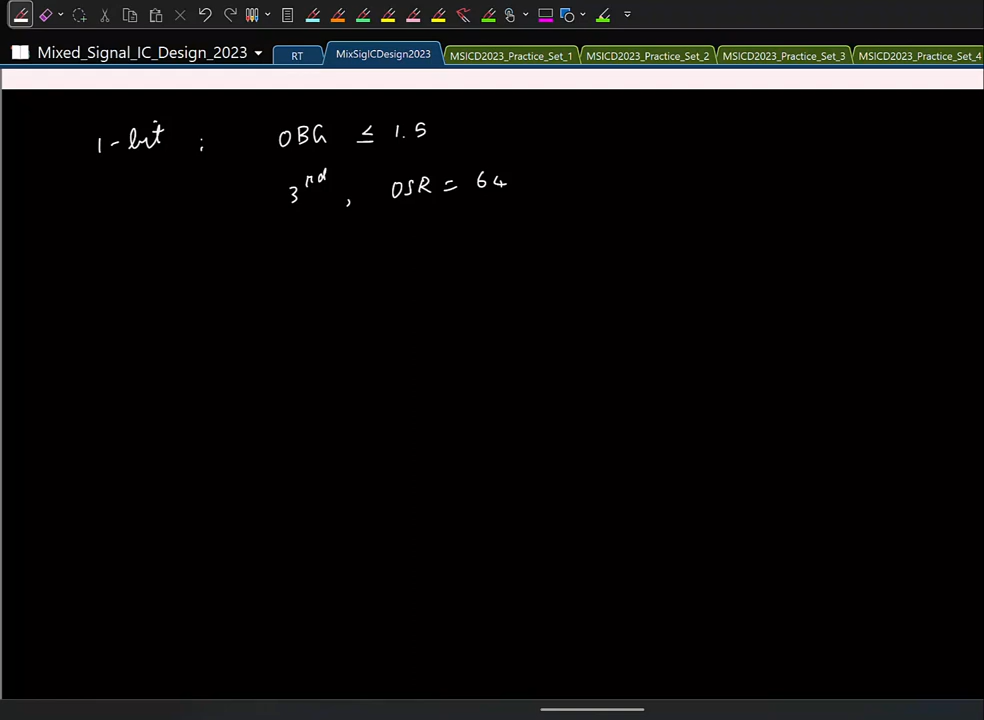 Mixed_Signal_IC_Design_2023 RT MixSigICDesign2023 MSICD2023_Practice_Set_1 MSICD2023_Practice_Set_2 MSICD2023_Practice_Set_3 MSICD2023_Practice_Set_4
1-bit : OBG ≤ 1.5
3rd , OSR = 64